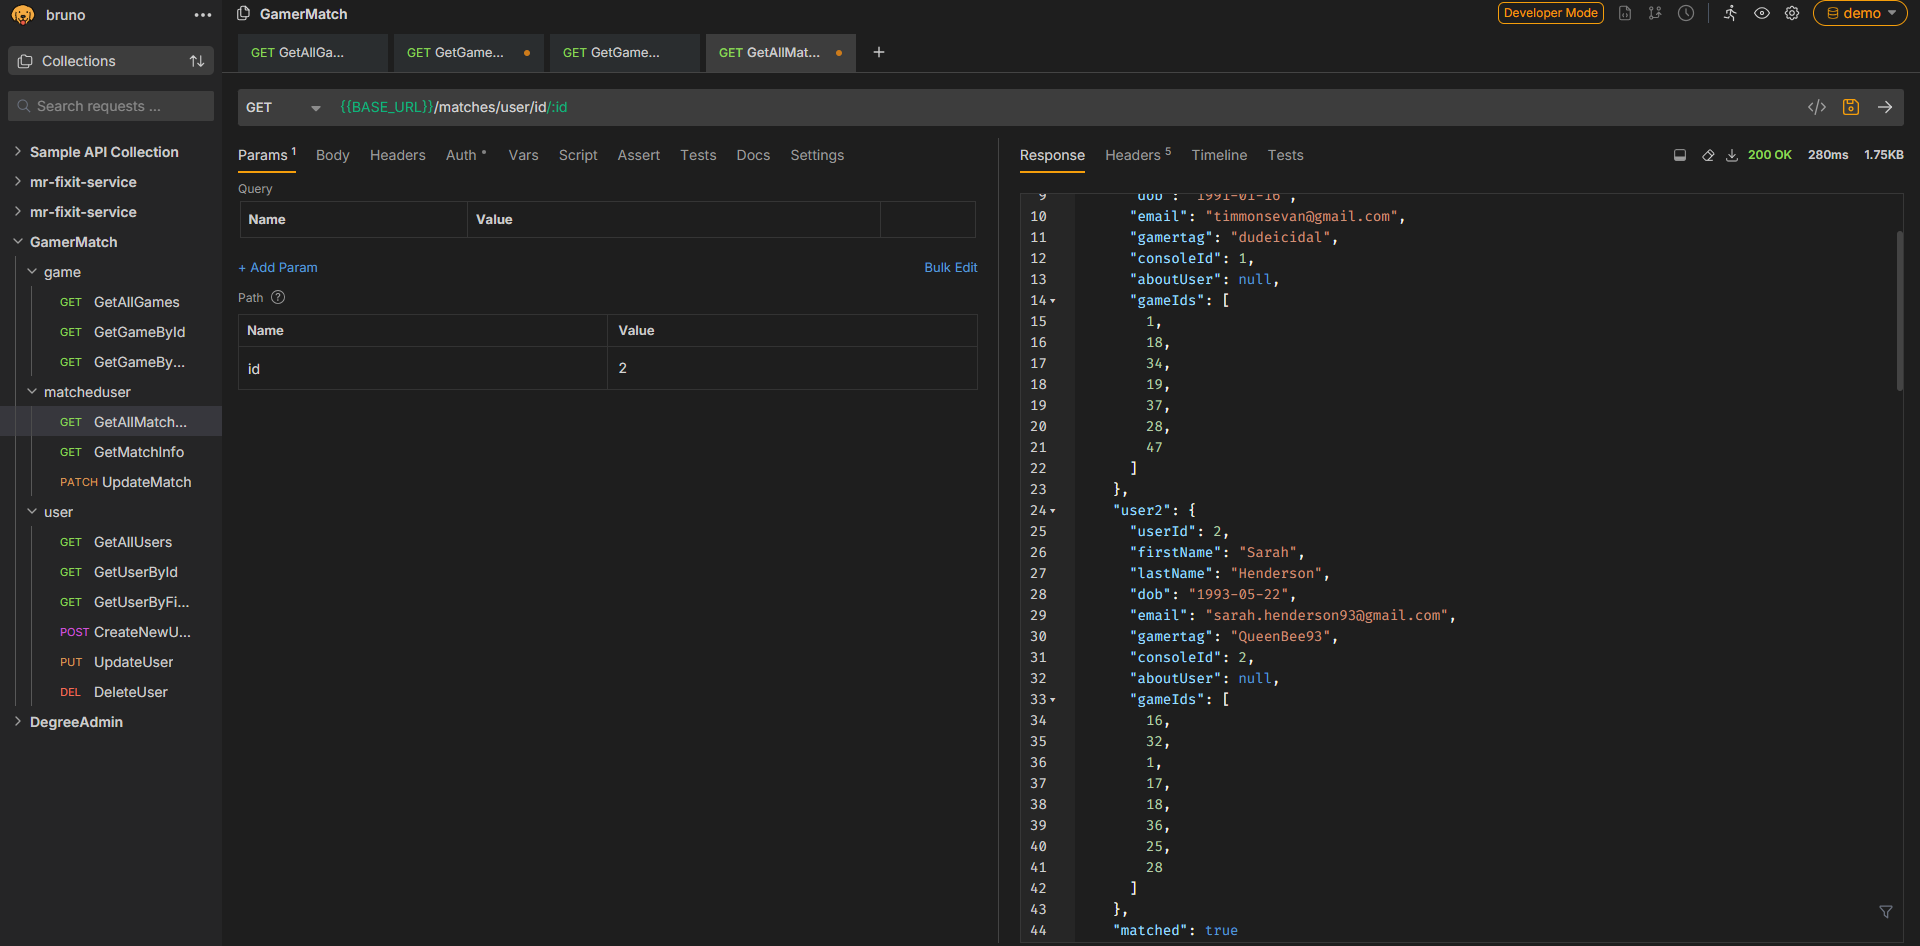 bruno
Collections
Search requests ...
Sample API Collection
mr-fixit-service
mr-fixit-service
GamerMatch
game
GET GetAllGames
GET GetGameById
GET GetGameBy...
matcheduser
GET GetAllMatch...
GET GetMatchInfo
PATCH UpdateMatch
user
GET GetAllUsers
GET GetUserById
GET GetUserByFi...
POST CreateNewU...
PUT UpdateUser
DEL DeleteUser
DegreeAdmin
GamerMatch
Developer Mode
demo
GET GetAllGa...
GET GetGame...
GET GetGame...
GET GetAllMat...
GET
{{BASE_URL}}/matches/user/id/:id
Params 1 Body Headers Auth Vars Script Assert Tests Docs Settings
Query
Name Value
+ Add Param Bulk Edit
Path
Name Value
id 2
Response Headers 5 Timeline Tests 200 OK 280ms 1.75KB
9 "dob": "1991-01-16",
10 "email": "timmonsevan@gmail.com",
11 "gamertag": "dudeicidal",
12 "consoleId": 1,
13 "aboutUser": null,
14 "gameIds": [
15 1,
16 18,
17 34,
18 19,
19 37,
20 28,
21 47
22 ]
23 },
24 "user2": {
25 "userId": 2,
26 "firstName": "Sarah",
27 "lastName": "Henderson",
28 "dob": "1993-05-22",
29 "email": "sarah.henderson93@gmail.com",
30 "gamertag": "QueenBee93",
31 "consoleId": 2,
32 "aboutUser": null,
33 "gameIds": [
34 16,
35 32,
36 1,
37 17,
38 18,
39 36,
40 25,
41 28
42 ]
43 },
44 "matched": true